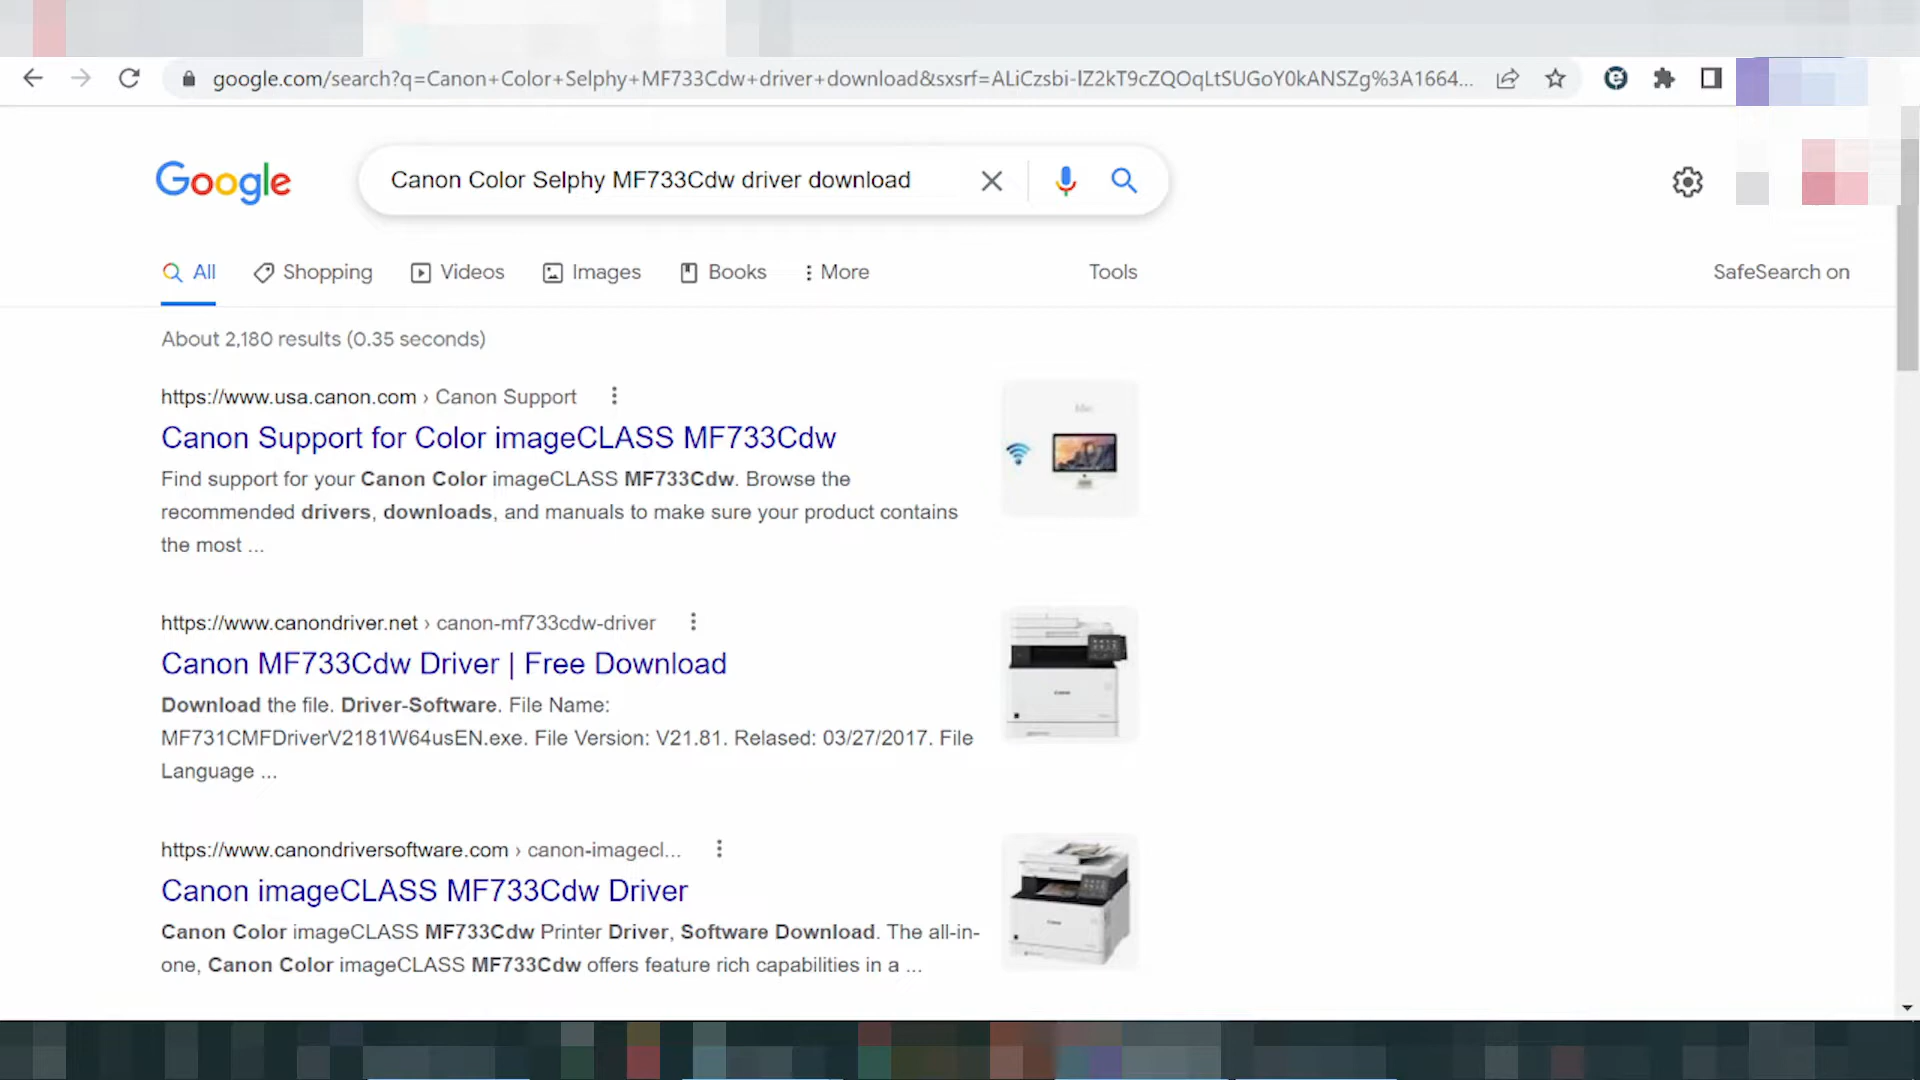 google.com/search?q=Canon+Color+Selphy+MF733Cdw+driver+download&sxsrf=ALiCzsbi-lZ2kT9cZQOqLtSUGoY0kANSZg%3A1664...
Google
Canon Color Selphy MF733Cdw driver download
All Shopping Videos Images Books More Tools SafeSearch on
About 2,180 results (0.35 seconds)
https://www.usa.canon.com › Canon Support
Canon Support for Color imageCLASS MF733Cdw
Find support for your Canon Color imageCLASS MF733Cdw. Browse the
recommended drivers, downloads, and manuals to make sure your product contains
the most ...
https://www.canondriver.net › canon-mf733cdw-driver
Canon MF733Cdw Driver | Free Download
Download the file. Driver-Software. File Name:
MF731CMFDriverV2181W64usEN.exe. File Version: V21.81. Relased: 03/27/2017. File
Language ...
https://www.canondriversoftware.com › canon-imagecl...
Canon imageCLASS MF733Cdw Driver
Canon Color imageCLASS MF733Cdw Printer Driver, Software Download. The all-in-
one, Canon Color imageCLASS MF733Cdw offers feature rich capabilities in a ...